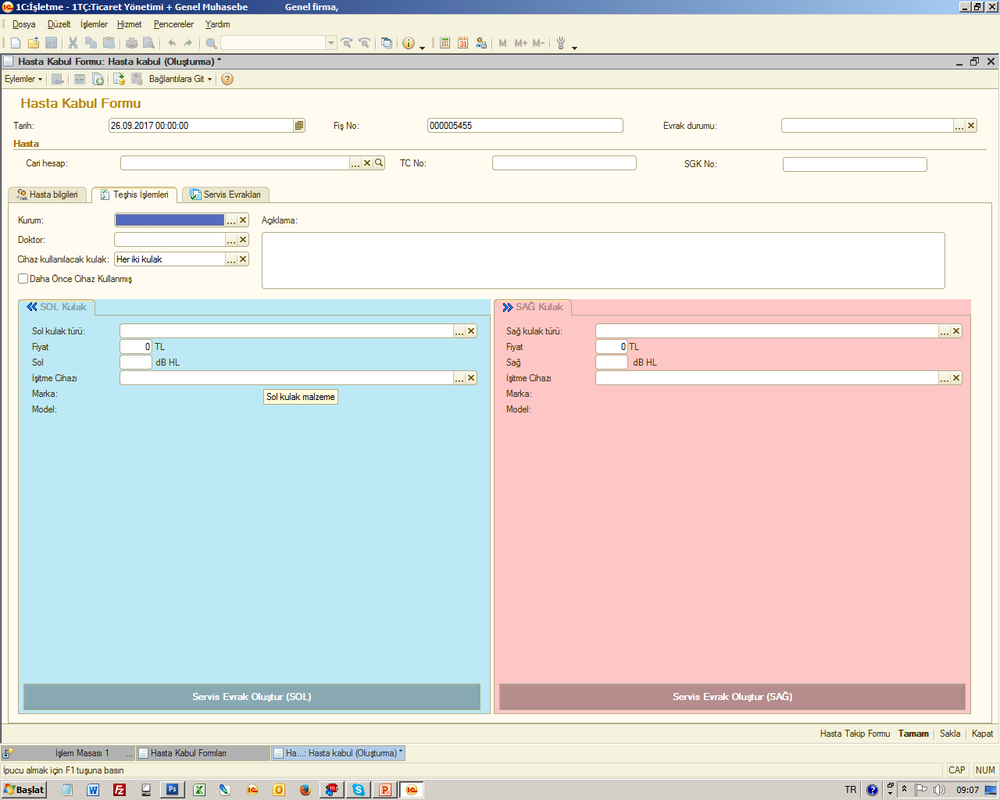 1C:İşletme - 1TÇ:Ticaret Yönetimi + Genel Muhasebe Genel firma,
Dosya Düzelt İşlemler Hizmet Pencereler Yardım
M M+ M-
Hasta Kabul Formu: Hasta kabul (Oluşturma) *
Eylemler Bağlantılara Git
Hasta Kabul Formu
Tarih: 26.09.2017 00:00:00 Fiş No: 000005455 Evrak durumu:
Hasta
Cari hesap: TC No: SGK No:
Hasta bilgileri Teşhis İşlemleri Servis Evrakları
Kurum: Açıklama:
Doktor:
Cihaz kullanılacak kulak: Her iki kulak
Daha Önce Cihaz Kullanmış
SOL Kulak SAĞ Kulak
Sol kulak türü: Sağ kulak türü:
Fiyat 0 TL Fiyat 0 TL
Sol dB HL Sağ dB HL
İşitme Cihazı İşitme Cihazı
Marka: Sol kulak malzeme Marka:
Model: Model:
Servis Evrak Oluştur (SOL) Servis Evrak Oluştur (SAĞ)
Hasta Takip Formu Tamam Sakla Kapat
İşlem Masası 1 ... Hasta Kabul Formları Ha...: Hasta kabul (Oluşturma) *
İpucu almak için F1 tuşuna basın CAP NUM
Başlat TR 09:07